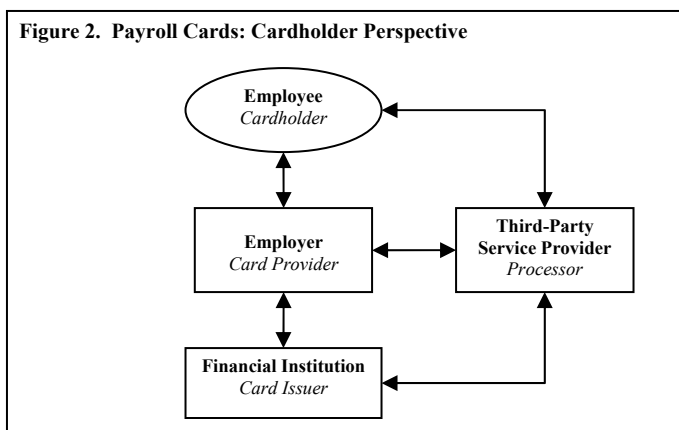 Figure 2. Payroll Cards: Cardholder Perspective
Employee
Cardholder
Employer
Card Provider
Third-Party
Service Provider
Processor
Financial Institution
Card Issuer